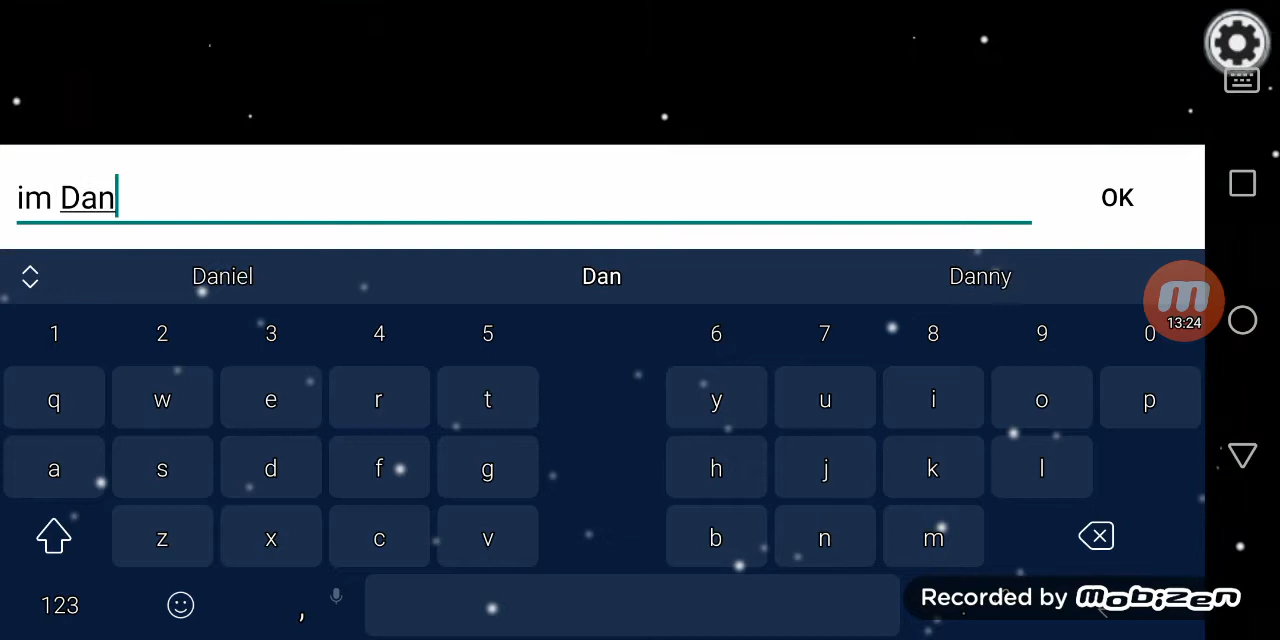 im Dan
OK
Daniel Dan Danny
13:24
1 2 3 4 5 6 7 8 9 0
q w e r t y u i o p
a s d f g h j k l
z x c v b n m
123 ,
Recorded by mobizen